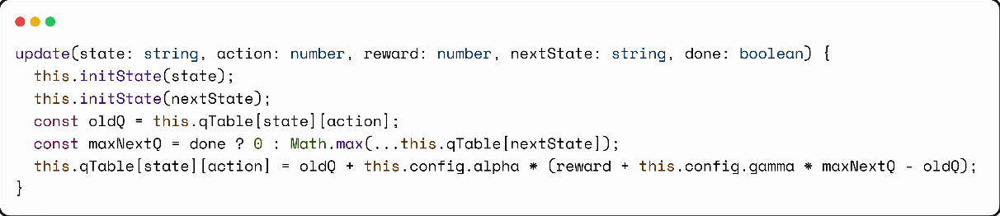 update(state: string, action: number, reward: number, nextState: string, done: boolean) {
  this.initState(state);
  this.initState(nextState);
  const oldQ = this.qTable[state][action];
  const maxNextQ = done ? 0 : Math.max(...this.qTable[nextState]);
  this.qTable[state][action] = oldQ + this.config.alpha * (reward + this.config.gamma * maxNextQ - oldQ);
}